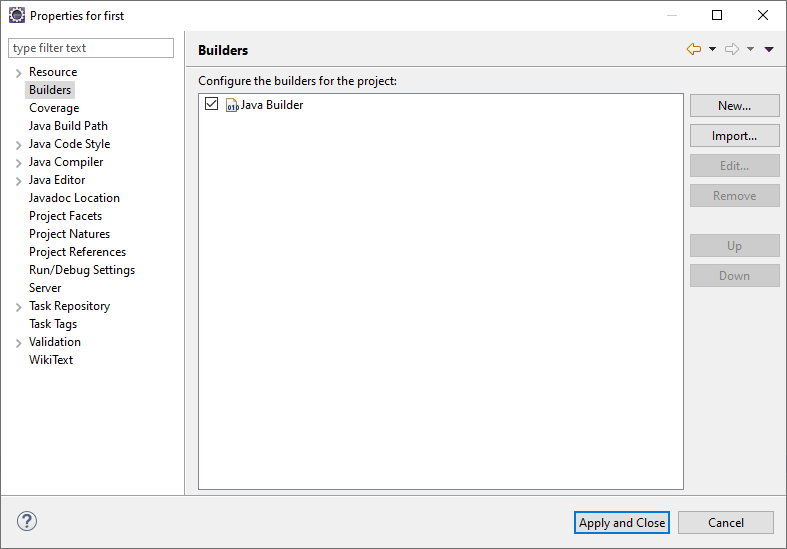 Properties for first
type filter text
Resource
Builders
Coverage
Java Build Path
Java Code Style
Java Compiler
Java Editor
Javadoc Location
Project Facets
Project Natures
Project References
Run/Debug Settings
Server
Task Repository
Task Tags
Validation
WikiText
Builders
Configure the builders for the project:
010
Java Builder
New...
Import...
Edit...
Remove
Up
Down
?
Apply and Close
Cancel